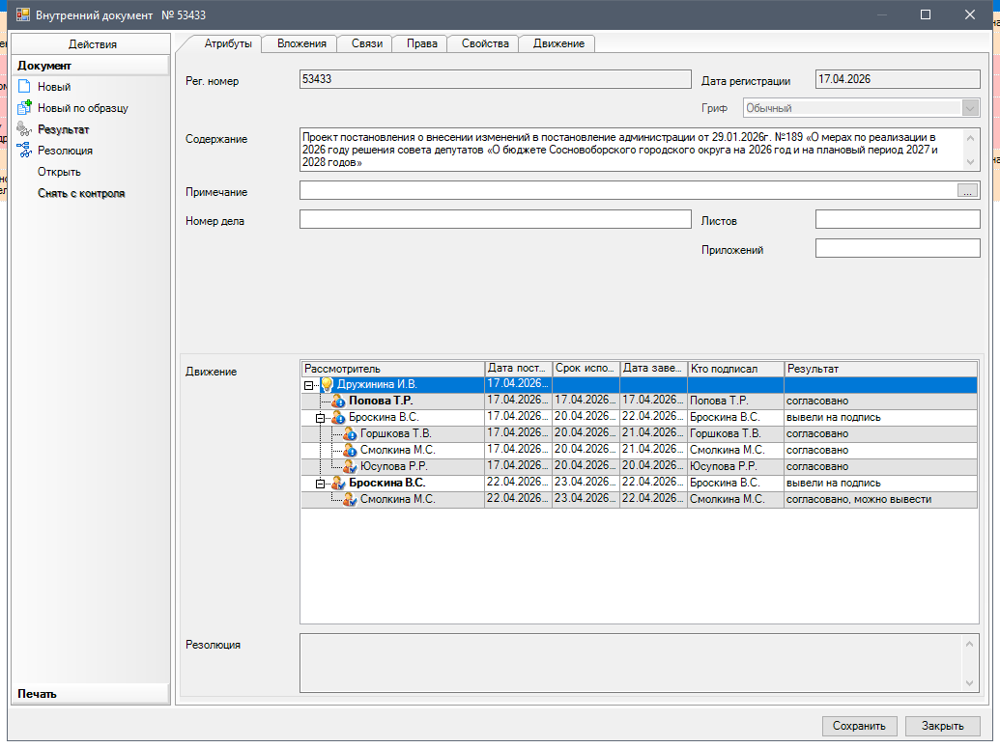 Внутренний документ № 53433
Действия
Документ
Новый
Новый по образцу
Результат
Резолюция
Открыть
Снять с контроля
Печать
Атрибуты Вложения Связи Права Свойства Движение
Рег. номер 53433 Дата регистрации 17.04.2026
Гриф Обычный
Содержание
Проект постановления о внесении изменений в постановление администрации от 29.01.2026г. №189 «О мерах по реализации в
2026 году решения совета депутатов «О бюджете Сосновоборского городского округа на 2026 год и на плановый период 2027 и
2028 годов»
Примечание ...
Номер дела Листов
Приложений
Движение
Рассмотритель Дата пост... Срок испо... Дата заве... Кто подписал Результат
Дружинина И.В. 17.04.2026...
Попова Т.Р. 17.04.2026... 17.04.2026... 17.04.2026... Попова Т.Р. согласовано
Броскина В.С. 17.04.2026... 20.04.2026... 22.04.2026... Броскина В.С. вывели на подпись
Горшкова Т.В. 17.04.2026... 20.04.2026... 21.04.2026... Горшкова Т.В. согласовано
Смолкина М.С. 17.04.2026... 20.04.2026... 21.04.2026... Смолкина М.С. согласовано
Юсупова Р.Р. 17.04.2026... 20.04.2026... 20.04.2026... Юсупова Р.Р. согласовано
Броскина В.С. 22.04.2026... 23.04.2026... 22.04.2026... Броскина В.С. вывели на подпись
Смолкина М.С. 22.04.2026... 23.04.2026... 22.04.2026... Смолкина М.С. согласовано, можно вывести
Резолюция
Сохранить Закрыть